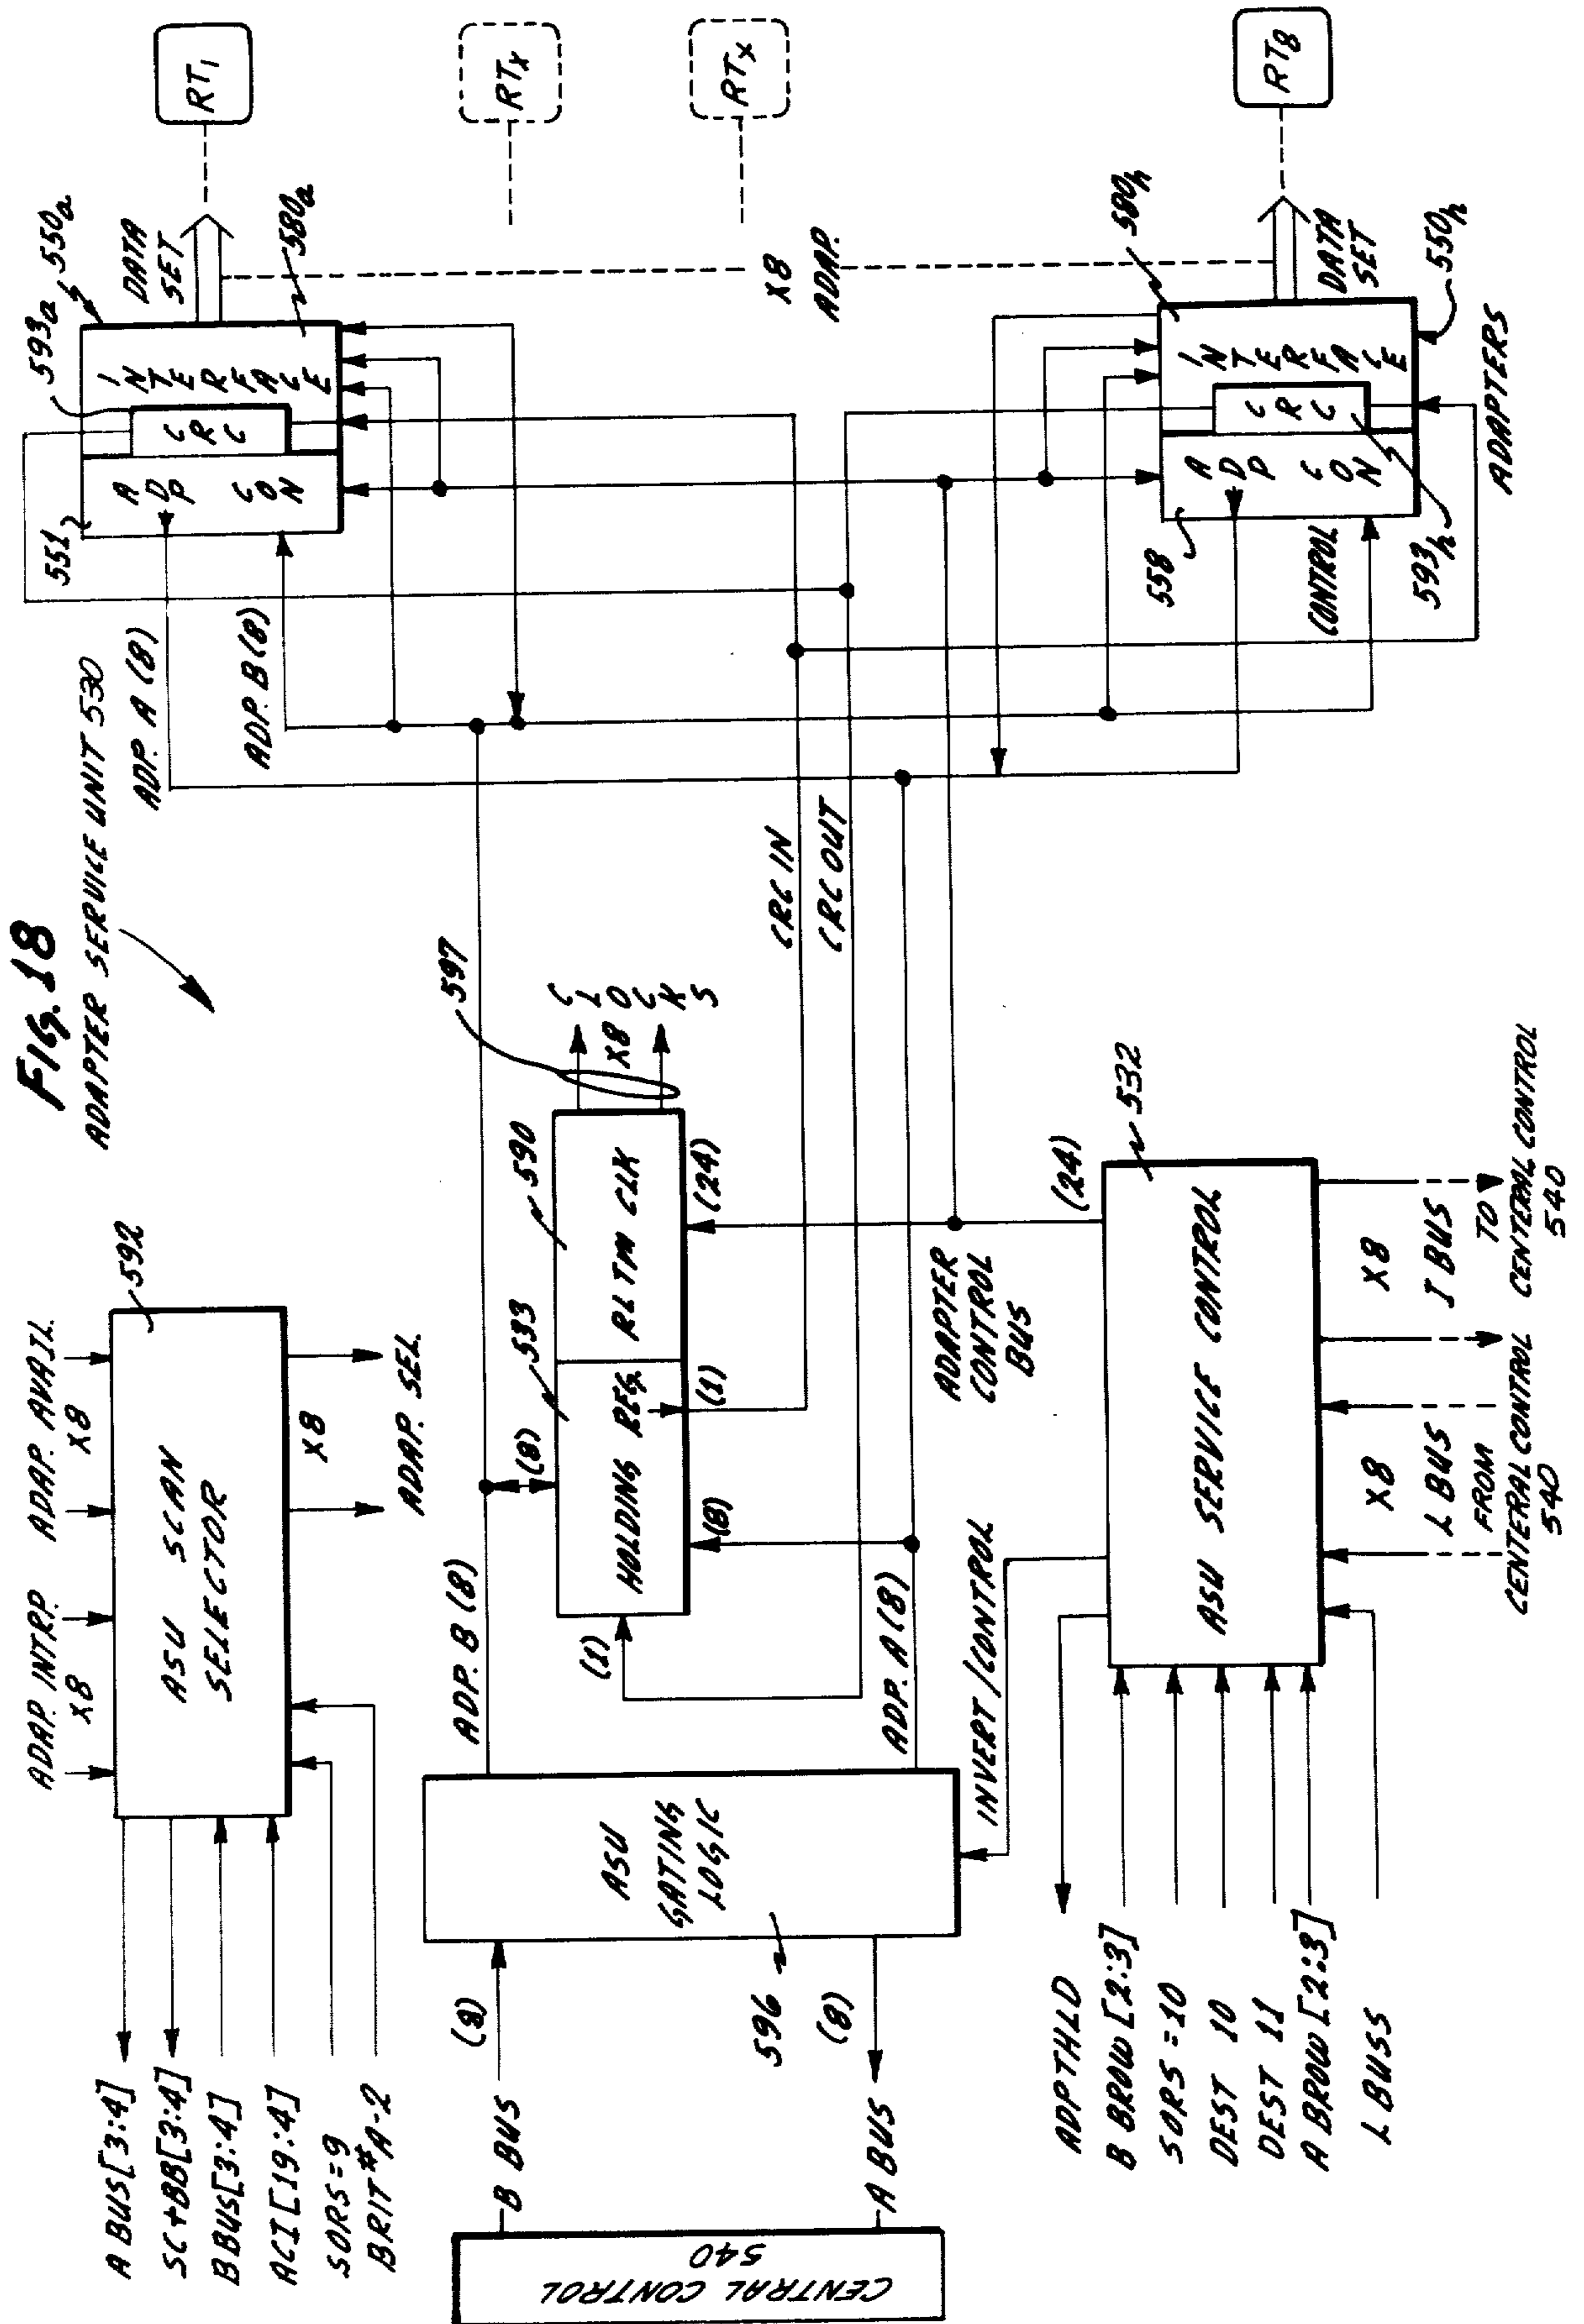 FIG. 18
ADAPTER SERVICE UNIT 530
ADAP. INTRP.
X8
ADAP. AVAIL.
X8
592
ASU SCAN
SELECTOR
X8
ADAP. SEL.
A BUS[3:4]
SC+BB[3:4]
BBUS[3:4]
ACI[19:4]
SORS=9
BRIT#A-2
CENTRAL CONTROL
540
B BUS
(8)
A BUS
(8)
596
ASU
GATING
LOGIC
ADP. B (8)
ADP. A (8)
INVERT/CONTROL
(1)
(8)
(8)
(1)
533
HOLDING REG.
590
RLTM CLK
(24)
597
X8
CLOCKS
CRC IN
CRC OUT
ADAPTER
CONTROL
BUS
(24)
532
ASU SERVICE CONTROL
ADPTHLD
B BROW [2:3]
SORS=10
DEST 10
DEST 11
A BROW [2:3]
L BUSS
X8
L BUS
FROM
CENTERAL CONTROL
540
X8
I BUS
TO
CENTERAL CONTROL
540
ADP. A (8)
ADP. B (8)
551
593a
550a
ADP CON
CRC
INTERFACE
580a
DATA
SET
RT1
RTX
RTX
RT8
X8
ADAP.
558
CONTROL
ADP CON
CRC
INTERFACE
580h
DATA
SET
593h
550h
ADAPTERS